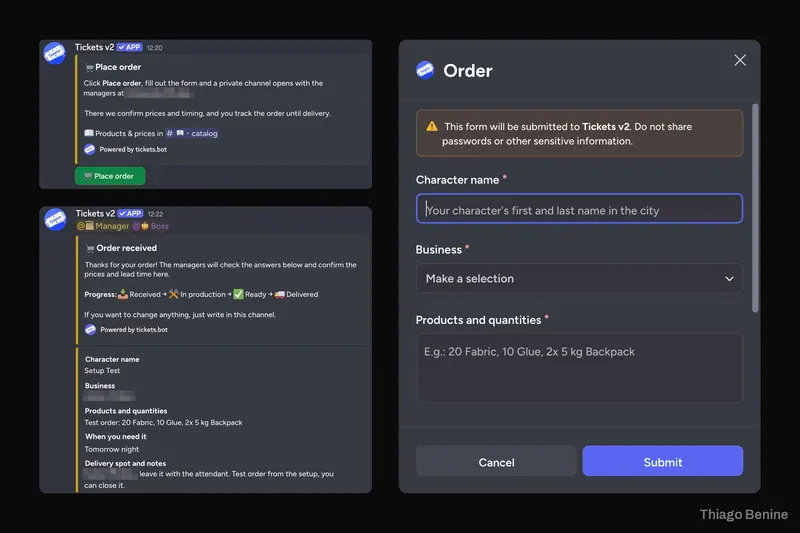 Tickets v2 ✓ APP 12:20
🛒 Place order
Click Place order, fill out the form and a private channel opens with the
managers at
There we confirm prices and timing, and you track the order until delivery.
📖 Products & prices in # 📖・catalog
Powered by tickets.bot
🛒 Place order
Tickets v2 ✓ APP 12:22
@Manager @Boss
🛒 Order received
Thanks for your order! The managers will check the answers below and confirm the
prices and lead time here.
Progress: 📥 Received → 🛠️ In production → ✅ Ready → 🚚 Delivered
If you want to change anything, just write in this channel.
Powered by tickets.bot
Character name
Setup Test
Business
Products and quantities
Test order: 20 Fabric, 10 Glue, 2x 5 kg Backpack
When you need it
Tomorrow night
Delivery spot and notes
leave it with the attendant. Test order from the setup, you
can close it.
Order
⚠️ This form will be submitted to Tickets v2. Do not share
passwords or other sensitive information.
Character name *
Your character's first and last name in the city
Business *
Make a selection
Products and quantities *
E.g.: 20 Fabric, 10 Glue, 2x 5 kg Backpack
Cancel
Submit
Thiago Benine